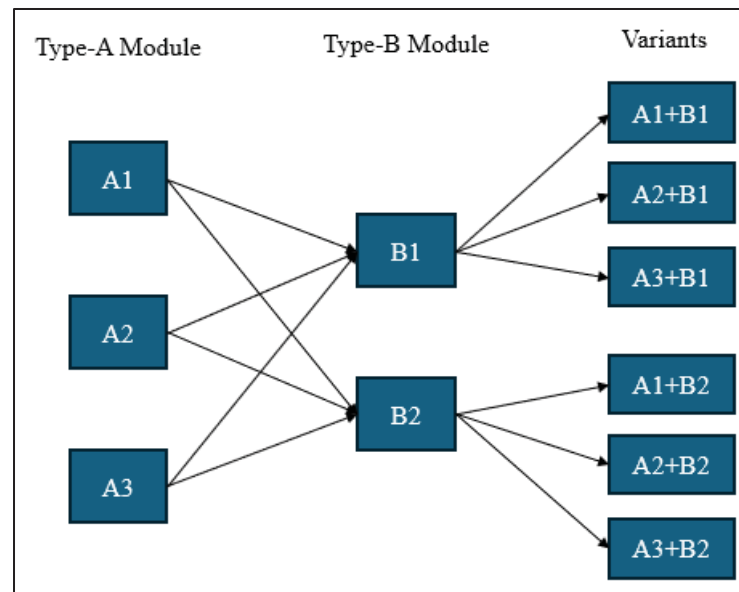 Type-A Module
Type-B Module
Variants
A1
A2
A3
B1
B2
A1+B1
A2+B1
A3+B1
A1+B2
A2+B2
A3+B2